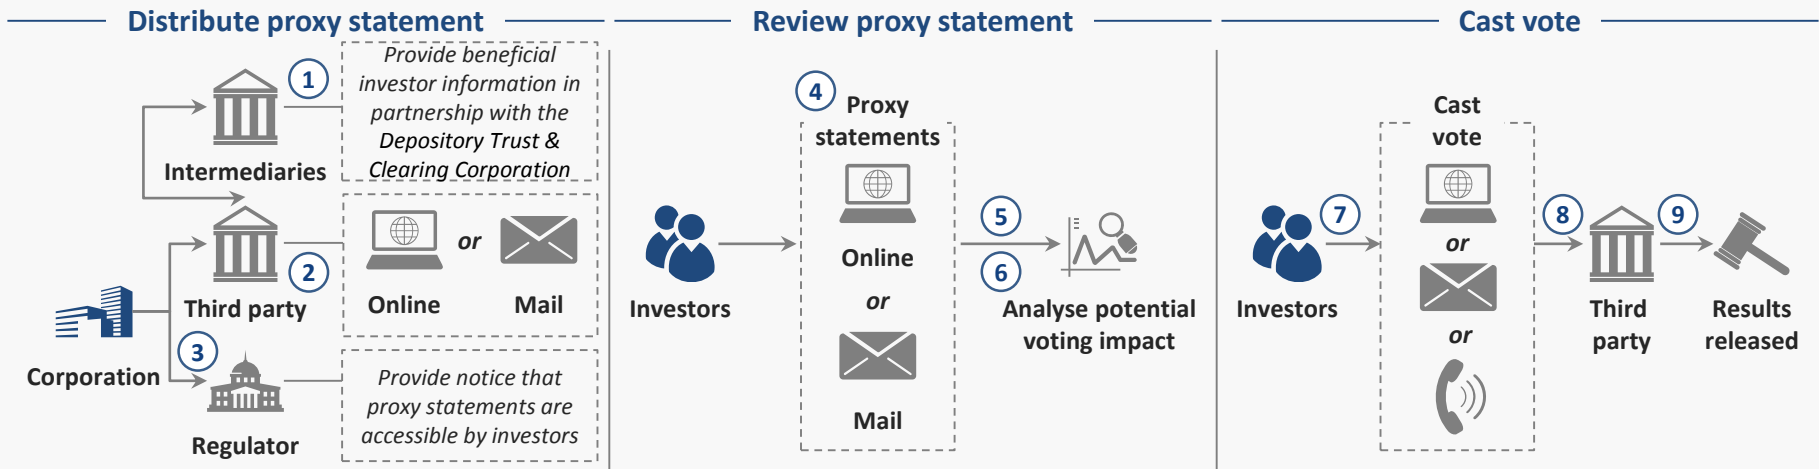 Distribute proxy statement
1
Provide beneficial
investor information in
partnership with the
Depository Trust &
Clearing Corporation
Intermediaries
2
Third party
or
Online
Mail
3
Corporation
Regulator
Provide notice that
proxy statements are
accessible by investors
Review proxy statement
4
Proxy
statements
Investors
Online
or
Mail
5
6
Analyse potential
voting impact
Cast vote
Investors
7
Cast
vote
or
or
8
Third
party
9
Results
released